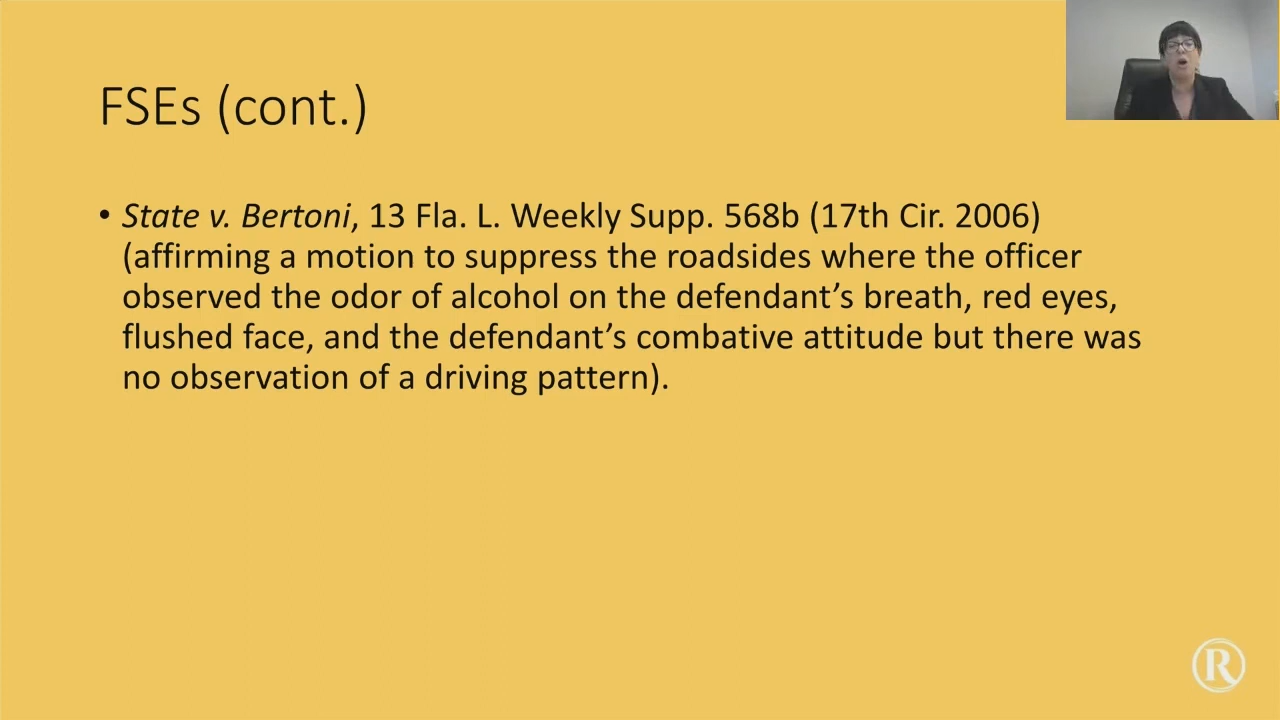 FSEs (cont.)
• State v. Bertoni, 13 Fla. L. Weekly Supp. 568b (17th Cir. 2006)
(affirming a motion to suppress the roadsides where the officer
observed the odor of alcohol on the defendant’s breath, red eyes,
flushed face, and the defendant’s combative attitude but there was
no observation of a driving pattern).
R